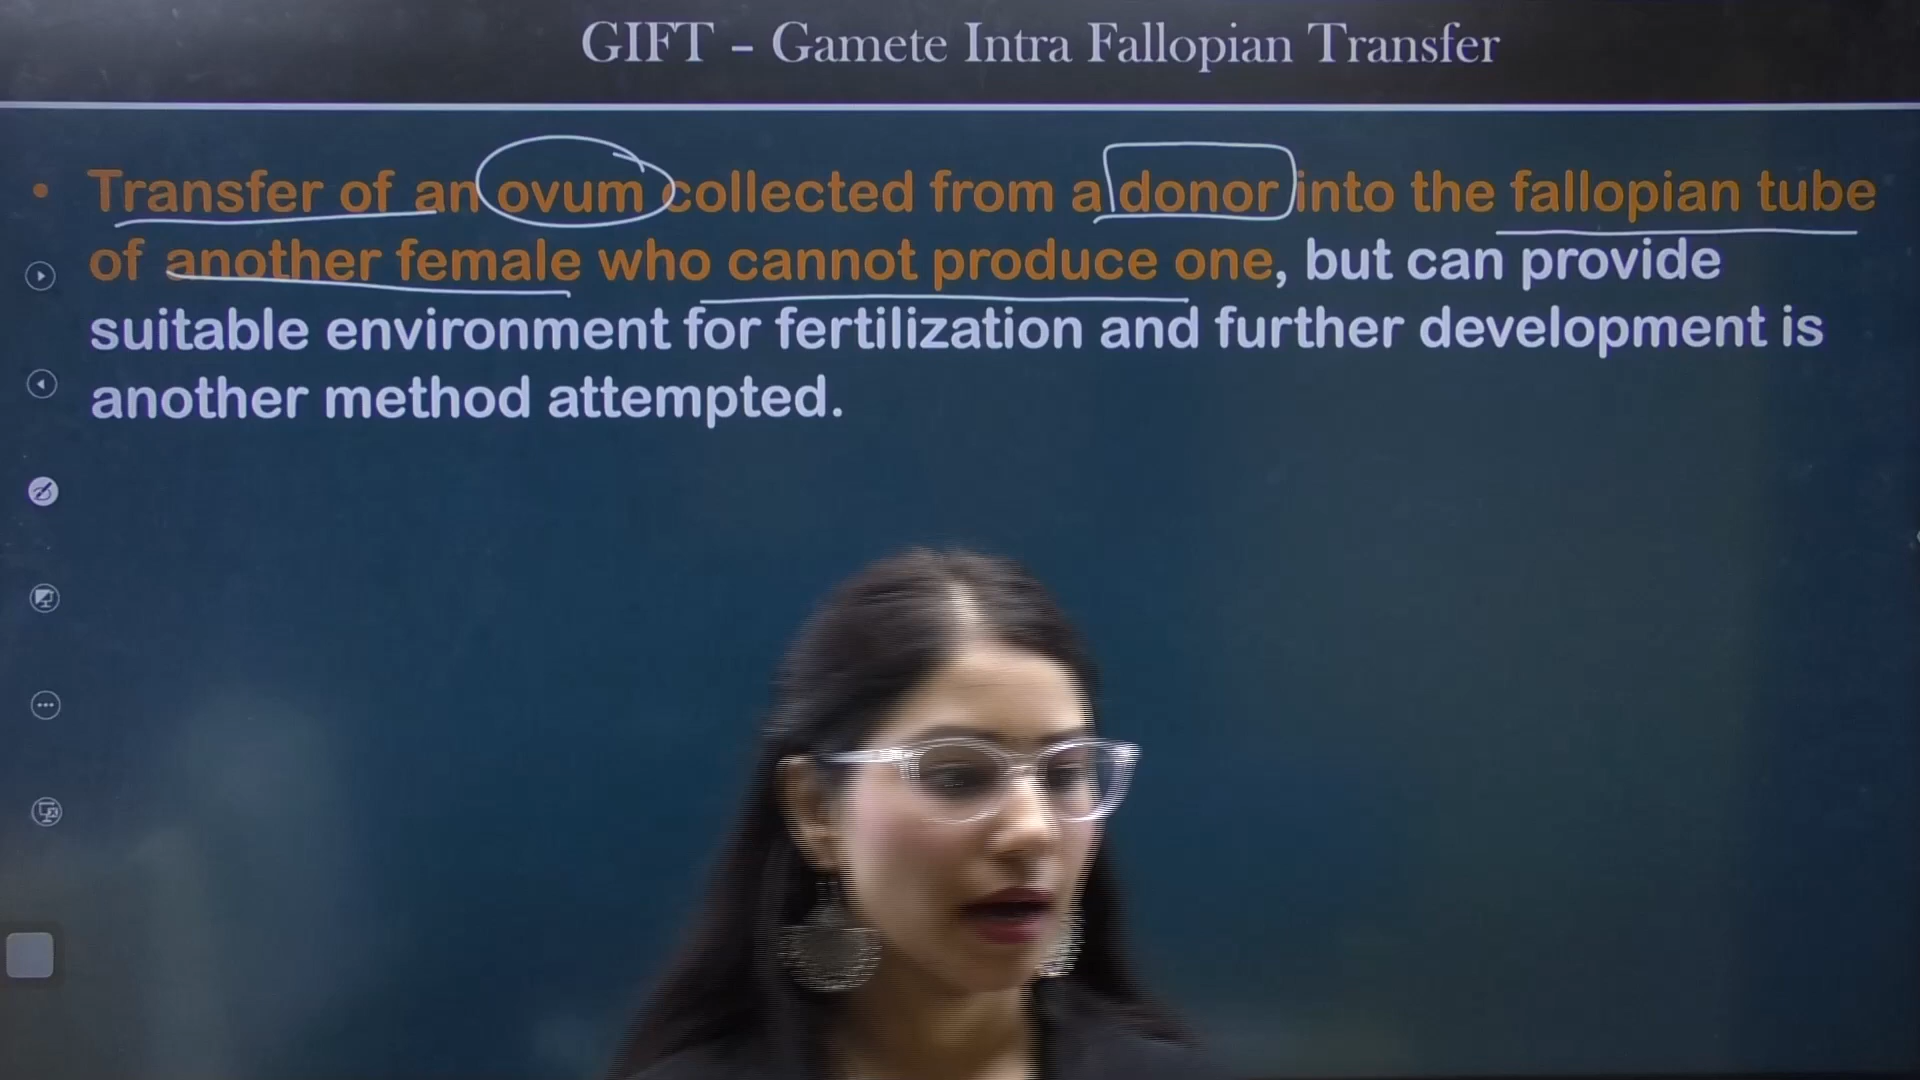 GIFT – Gamete Intra Fallopian Transfer
• Transfer of an ovum collected from a donor into the fallopian tube
of another female who cannot produce one, but can provide
suitable environment for fertilization and further development is
another method attempted.